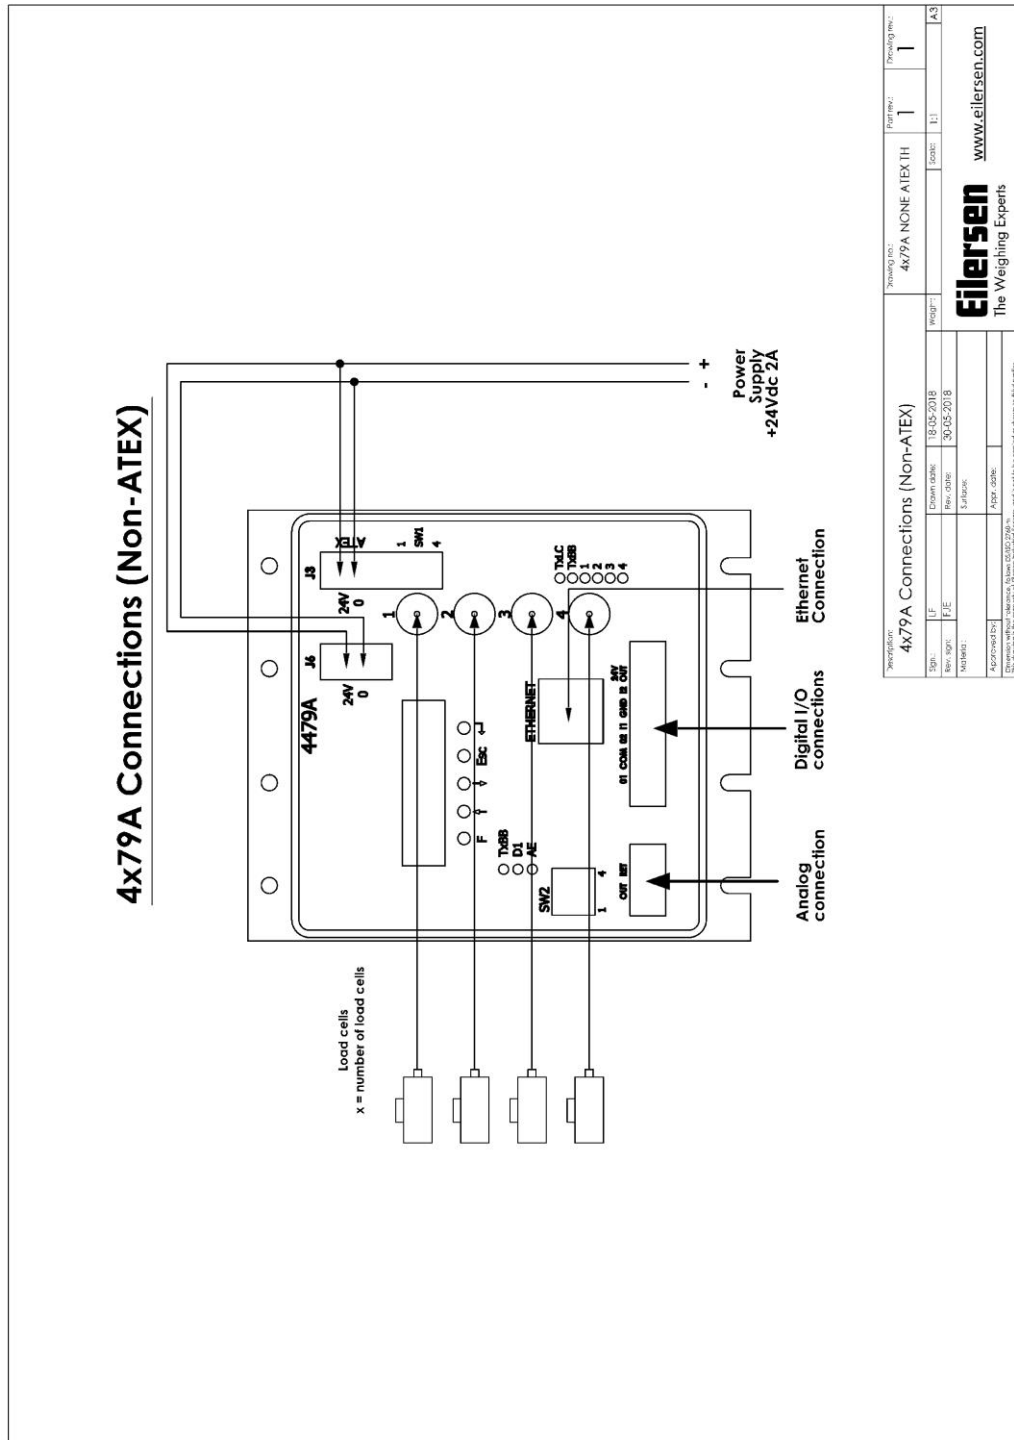 4x79A Connections (Non-ATEX)
Load cells
x = number of load cells
4479A
J6
24V
0
J3
24V
0
ATEX
1
SW1
4
1
2
3
4
F
Esc
TxBB
D1
AE
SW2
1
4
ETHERNET
TxLC
TxBB
1
2
3
4
OUT RET
O1 COM O2 I1 GND I2 OUT
24V
- +
Power
Supply
+24Vdc 2A
Analog
connection
Digital I/O
connections
Ethernet
Connection
Description:
4x79A Connections (Non-ATEX)
Drawing no.:
4x79A NONE ATEX TH
Part rev.:
1
Drawing rev.:
1
Sign.:
LF
Drawn date:
18-05-2018
Weight:
Scale:
1:1
A3
Rev. sign:
FJE
Rev. date:
30-05-2018
Material:
Surface:
Approved by:
Appr. date:
Eilersen
The Weighing Experts
www.eilersen.com